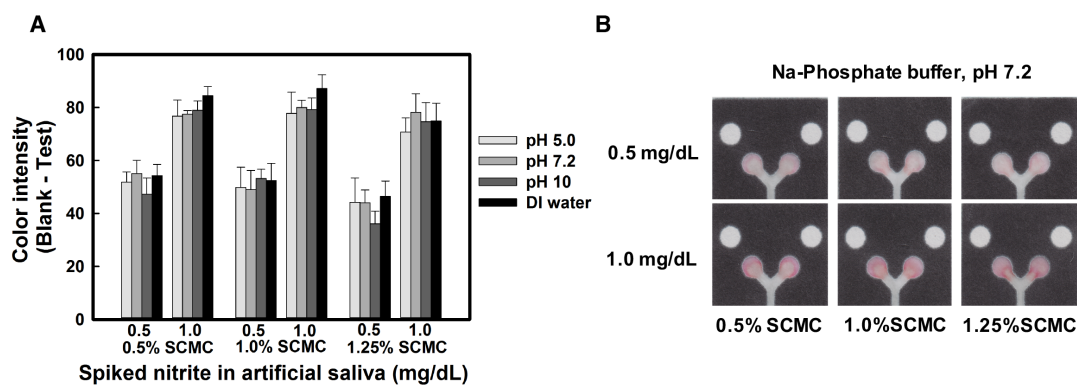 A
100
80
60
40
20
0
Color intensity
(Blank - Test)
0.5 1.0 0.5 1.0 0.5 1.0
0.5% SCMC 1.0% SCMC 1.25% SCMC
Spiked nitrite in artificial saliva (mg/dL)
pH 5.0
pH 7.2
pH 10
DI water
B
Na-Phosphate buffer, pH 7.2
0.5 mg/dL
1.0 mg/dL
0.5% SCMC 1.0%SCMC 1.25%SCMC